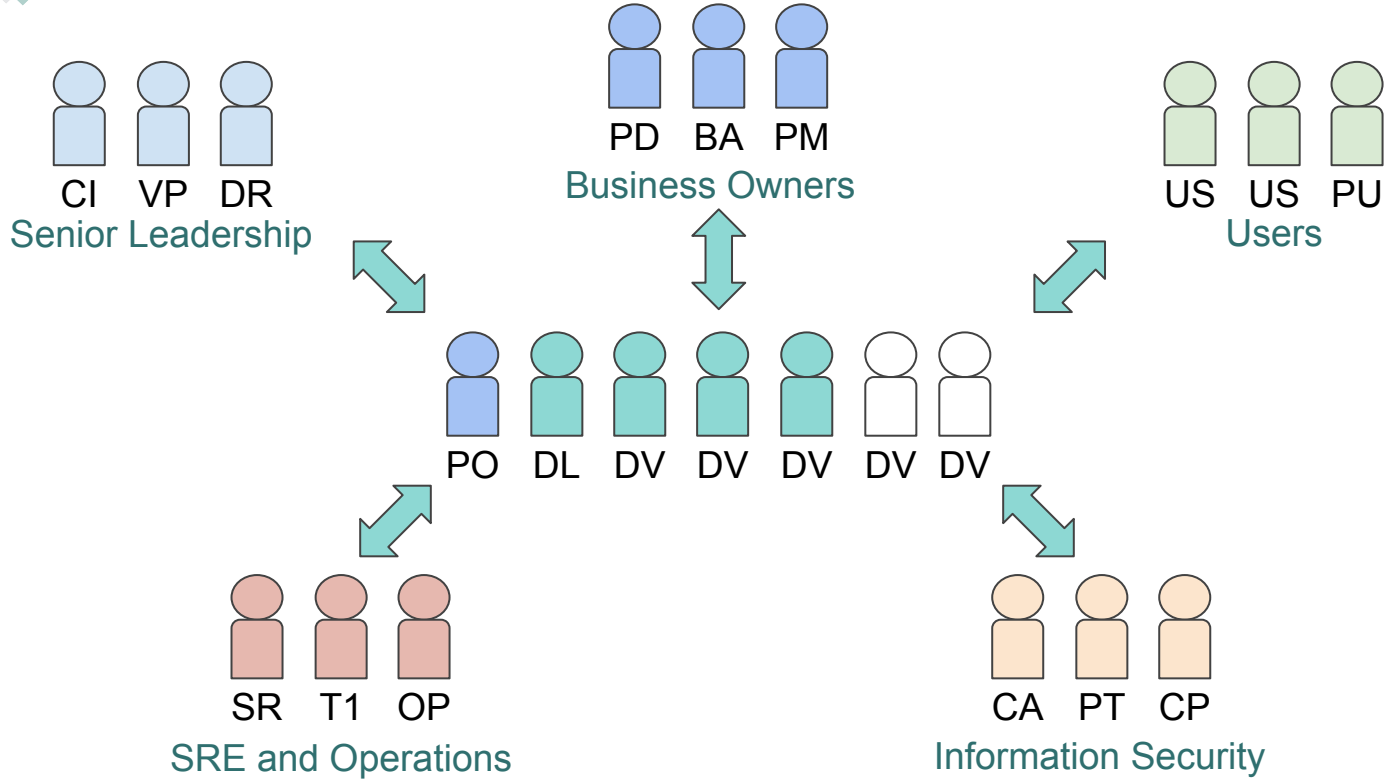 PD BA PM
Business Owners
CI VP DR
Senior Leadership
US US PU
Users
PO DL DV DV DV DV DV
SR T1 OP
SRE and Operations
CA PT CP
Information Security